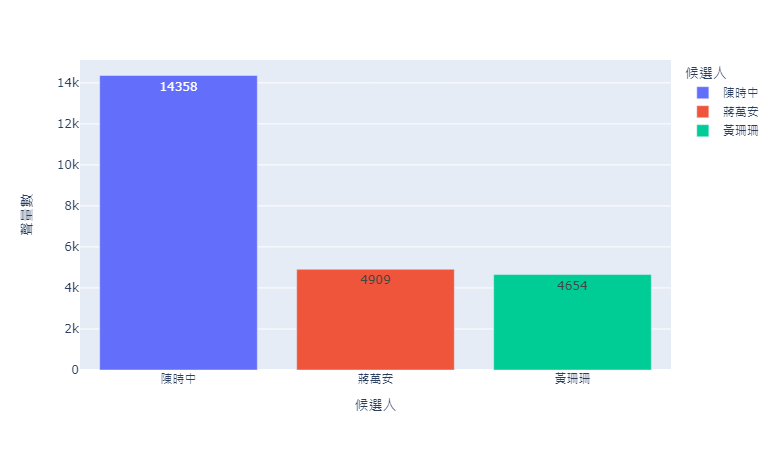 候選人
陳時中
蔣萬安
黃珊珊
聲量數
14k
12k
10k
8k
6k
4k
2k
0
14358
4909
4654
陳時中
蔣萬安
黃珊珊
候選人